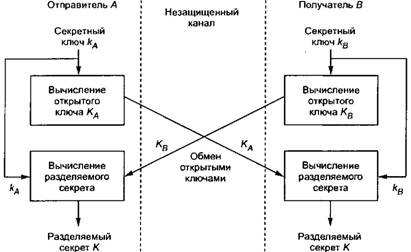 Отправитель A
Незащищенный
канал
Получатель B
Секретный
ключ kA
Секретный
ключ kB
Вычисление
открытого
ключа KA
Вычисление
открытого
ключа KB
KB
KA
Обмен
открытыми
ключами
Вычисление
разделяемого
секрета
Вычисление
разделяемого
секрета
kA
kB
Разделяемый
секрет K
Разделяемый
секрет K